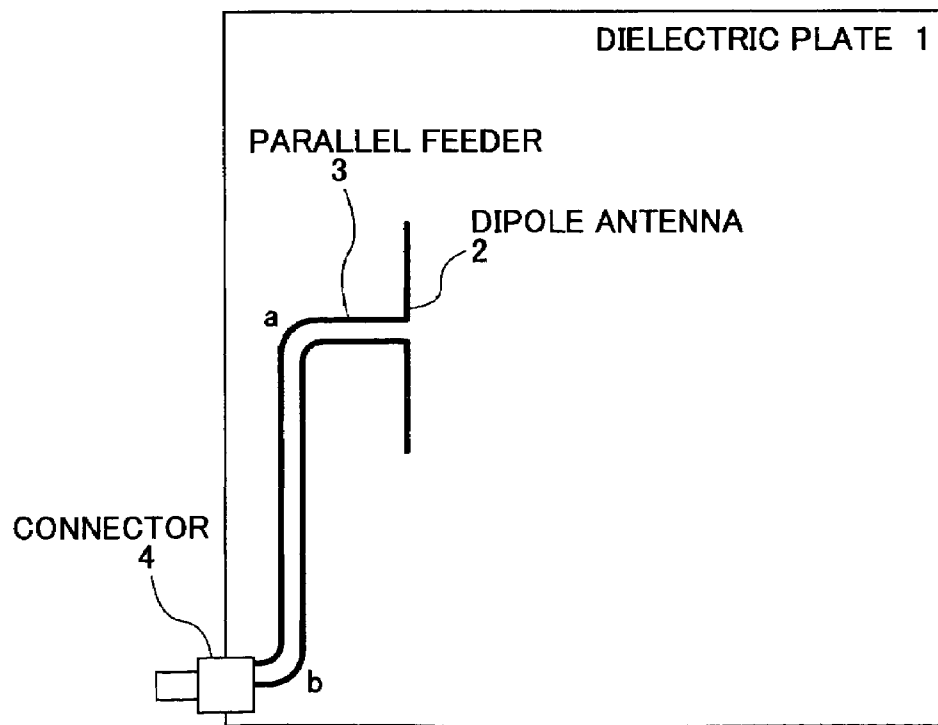 DIELECTRIC PLATE 1
PARALLEL FEEDER
3
DIPOLE ANTENNA
2
a
CONNECTOR
4
b